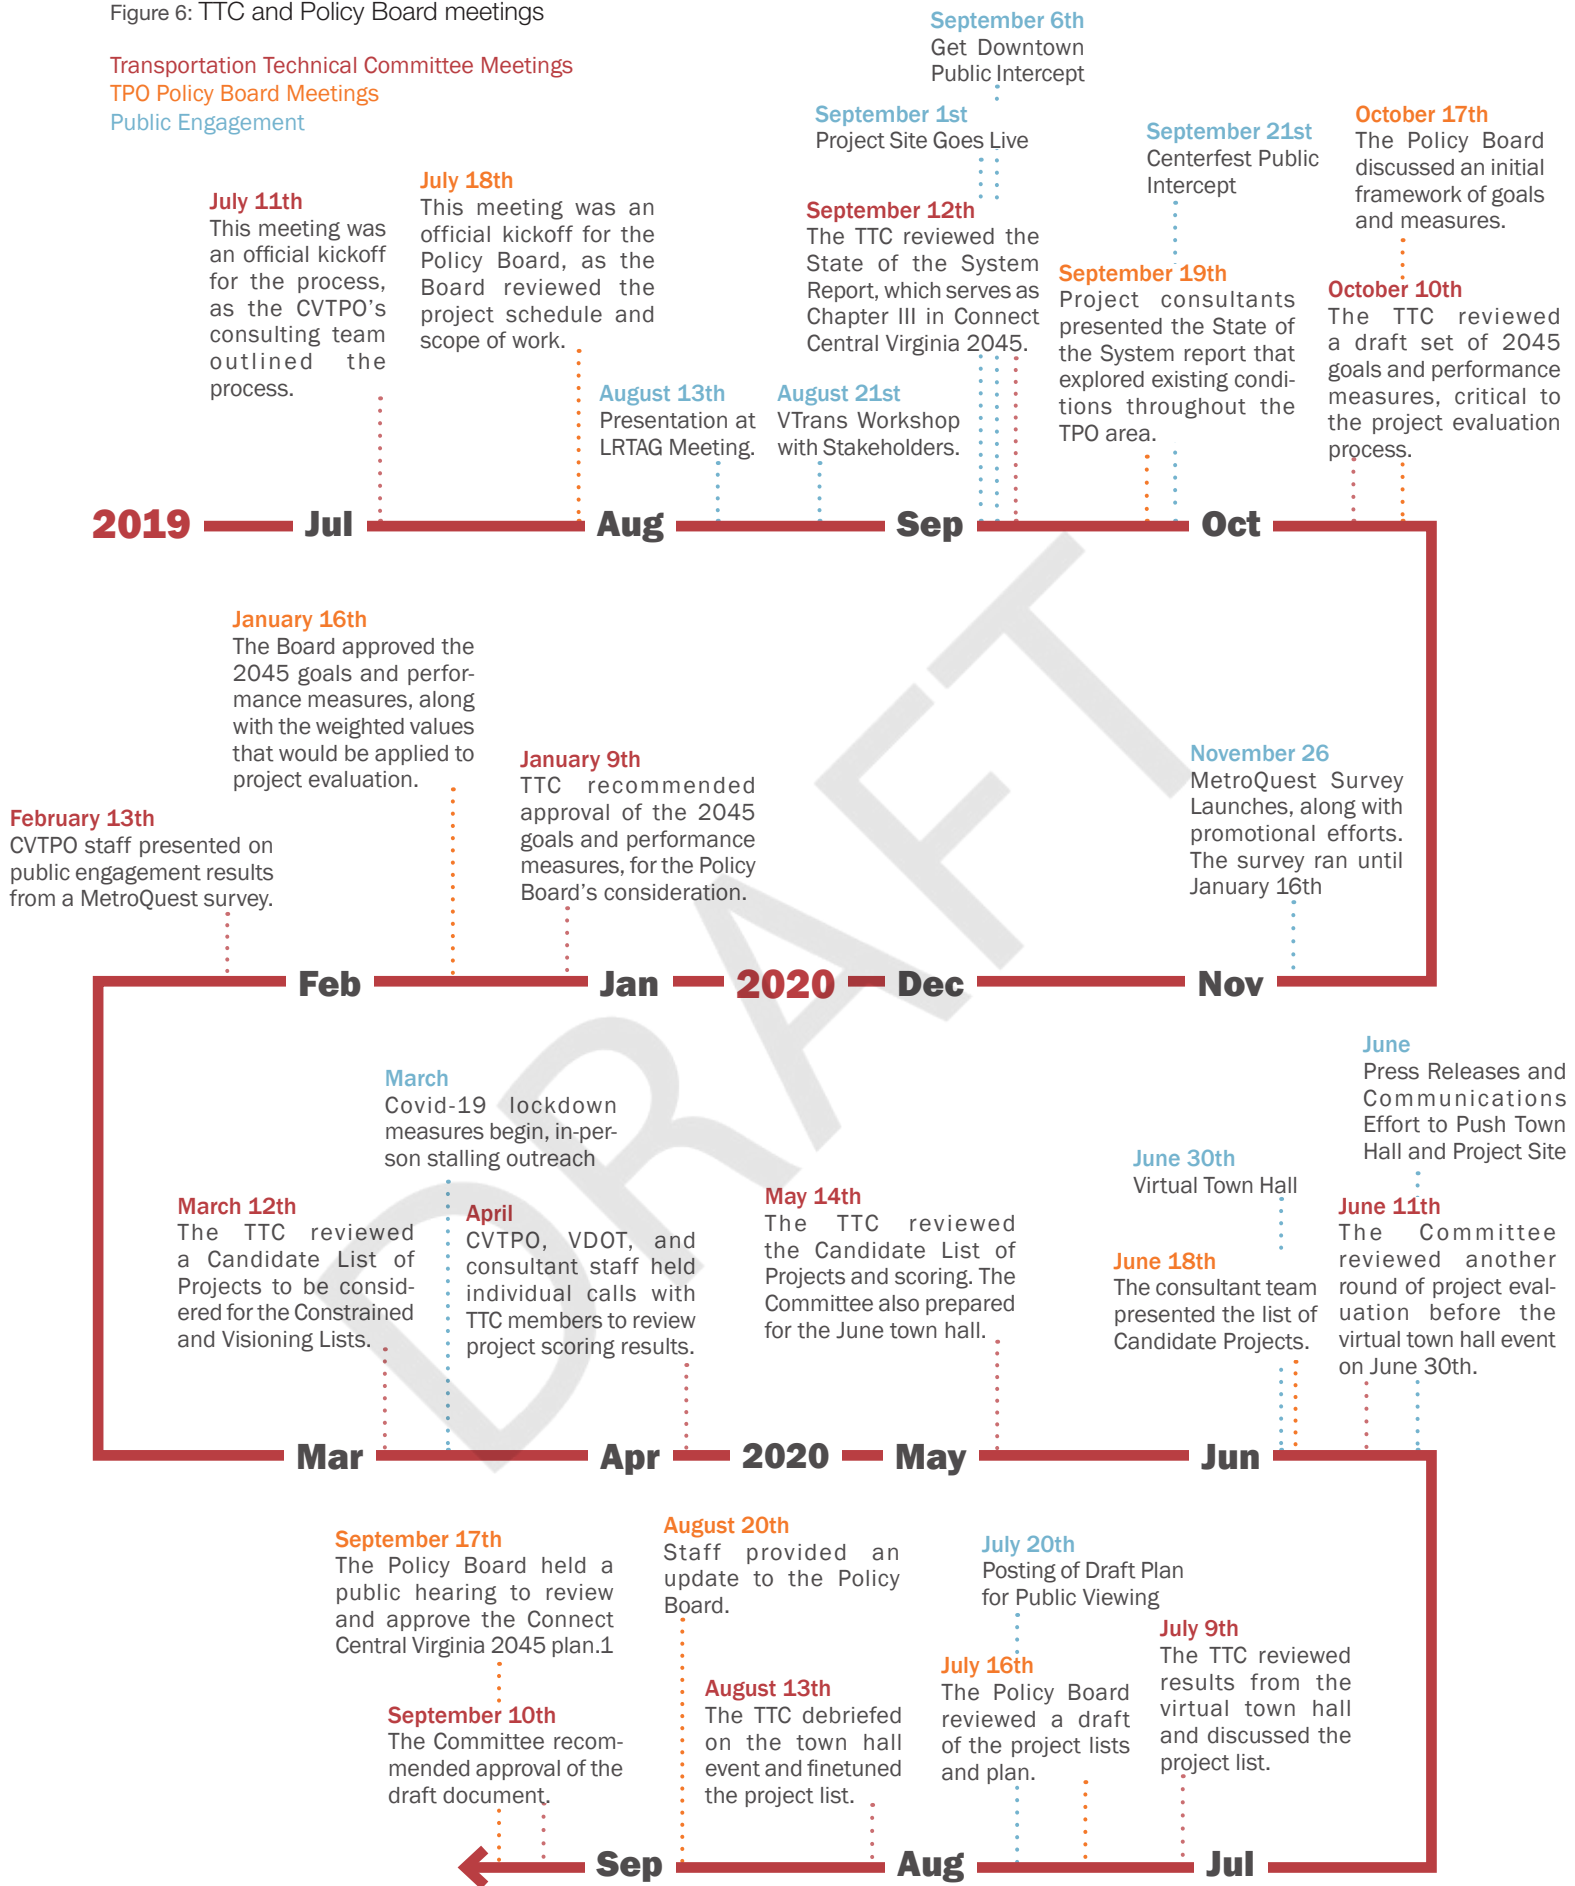 Figure 6: TTC and Policy Board meetings
Transportation Technical Committee Meetings
TPO Policy Board Meetings
Public Engagement
July 11th
This meeting was
an official kickoff
for the process,
as the CVTPO's
consulting team
outlined the
process.
July 18th
This meeting was an
official kickoff for the
Policy Board, as the
Board reviewed the
project schedule and
scope of work.
August 13th
Presentation at
LRTAG Meeting.
August 21st
VTrans Workshop
with Stakeholders.
September 1st
Project Site Goes Live
September 6th
Get Downtown
Public Intercept
September 12th
The TTC reviewed the
State of the System
Report, which serves as
Chapter III in Connect
Central Virginia 2045.
September 19th
Project consultants
presented the State of
the System report that
explored existing condi-
tions throughout the
TPO area.
September 21st
Centerfest Public
Intercept
October 17th
The Policy Board
discussed an initial
framework of goals
and measures.
October 10th
The TTC reviewed
a draft set of 2045
goals and performance
measures, critical to
the project evaluation
process.
2019 Jul Aug Sep Oct
February 13th
CVTPO staff presented on
public engagement results
from a MetroQuest survey.
January 16th
The Board approved the
2045 goals and perfor-
mance measures, along
with the weighted values
that would be applied to
project evaluation.
January 9th
TTC recommended
approval of the 2045
goals and performance
measures, for the Policy
Board's consideration.
November 26
MetroQuest Survey
Launches, along with
promotional efforts.
The survey ran until
January 16th
Feb Jan 2020 Dec Nov
DRAFT
March 12th
The TTC reviewed
a Candidate List of
Projects to be consid-
ered for the Constrained
and Visioning Lists.
March
Covid-19 lockdown
measures begin, in-per-
son stalling outreach
April
CVTPO, VDOT, and
consultant staff held
individual calls with
TTC members to review
project scoring results.
May 14th
The TTC reviewed
the Candidate List of
Projects and scoring. The
Committee also prepared
for the June town hall.
June 30th
Virtual Town Hall
June 18th
The consultant team
presented the list of
Candidate Projects.
June
Press Releases and
Communications
Effort to Push Town
Hall and Project Site
June 11th
The Committee
reviewed another
round of project eval-
uation before the
virtual town hall event
on June 30th.
Mar Apr 2020 May Jun
September 17th
The Policy Board held a
public hearing to review
and approve the Connect
Central Virginia 2045 plan.1
September 10th
The Committee recom-
mended approval of the
draft document.
August 20th
Staff provided an
update to the Policy
Board.
August 13th
The TTC debriefed
on the town hall
event and finetuned
the project list.
July 20th
Posting of Draft Plan
for Public Viewing
July 16th
The Policy Board
reviewed a draft
of the project lists
and plan.
July 9th
The TTC reviewed
results from the
virtual town hall
and discussed the
project list.
Sep Aug Jul